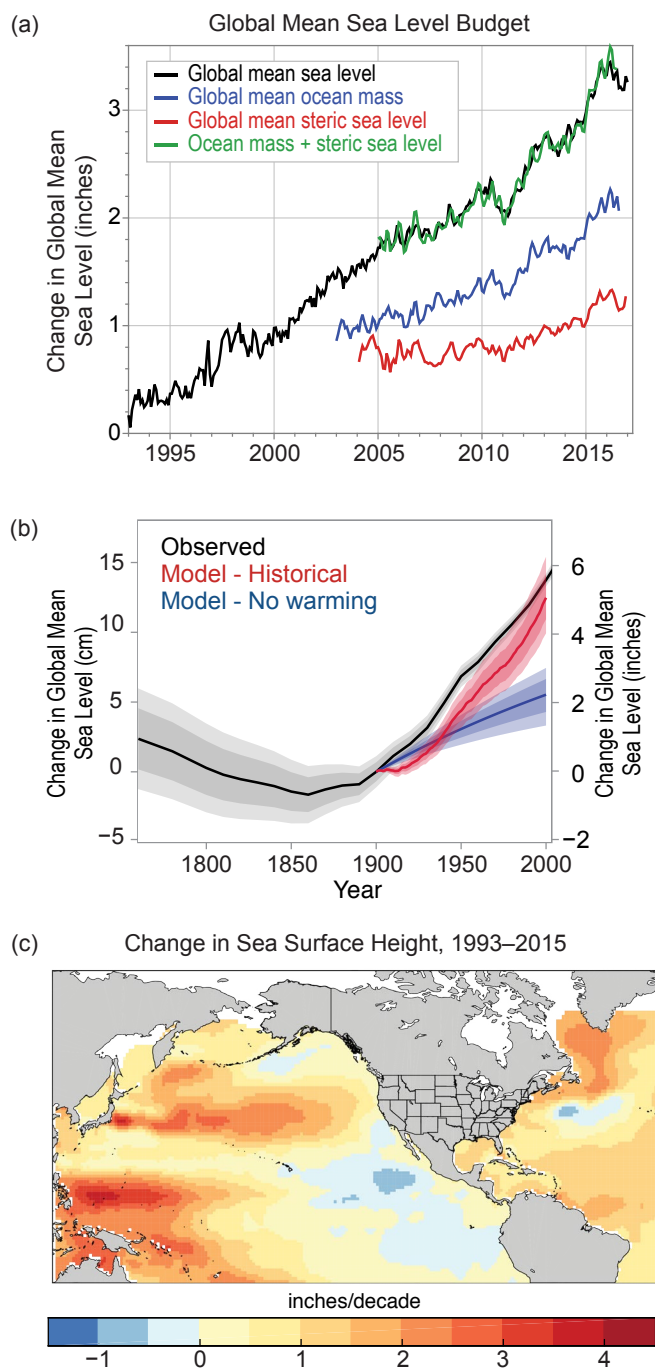 (a) Global Mean Sea Level Budget
Change in Global Mean
Sea Level (inches)
Global mean sea level
Global mean ocean mass
Global mean steric sea level
Ocean mass + steric sea level
3
2
1
0
1995 2000 2005 2010 2015
(b)
Observed
Model - Historical
Model - No warming
Change in Global Mean
Sea Level (cm)
15
10
5
0
−5
6
4
2
0
−2
Change in Global Mean
Sea Level (inches)
1800 1850 1900 1950 2000
Year
(c) Change in Sea Surface Height, 1993–2015
inches/decade
−1 0 1 2 3 4